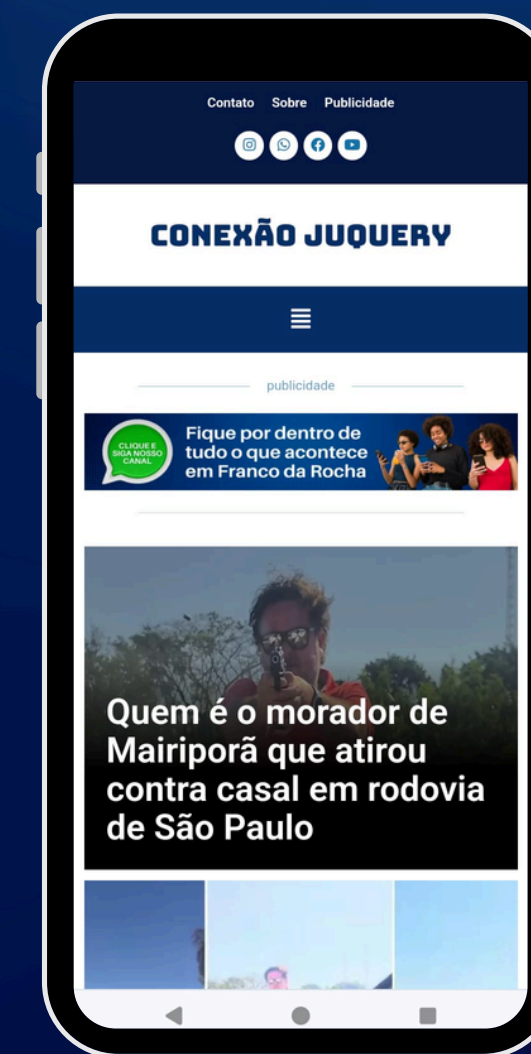 Contato Sobre Publicidade
CONEXÃO JUQUERY
publicidade
CLIQUE E
SIGA NOSSO
CANAL
Fique por dentro de
tudo o que acontece
em Franco da Rocha
Quem é o morador de
Mairiporã que atirou
contra casal em rodovia
de São Paulo